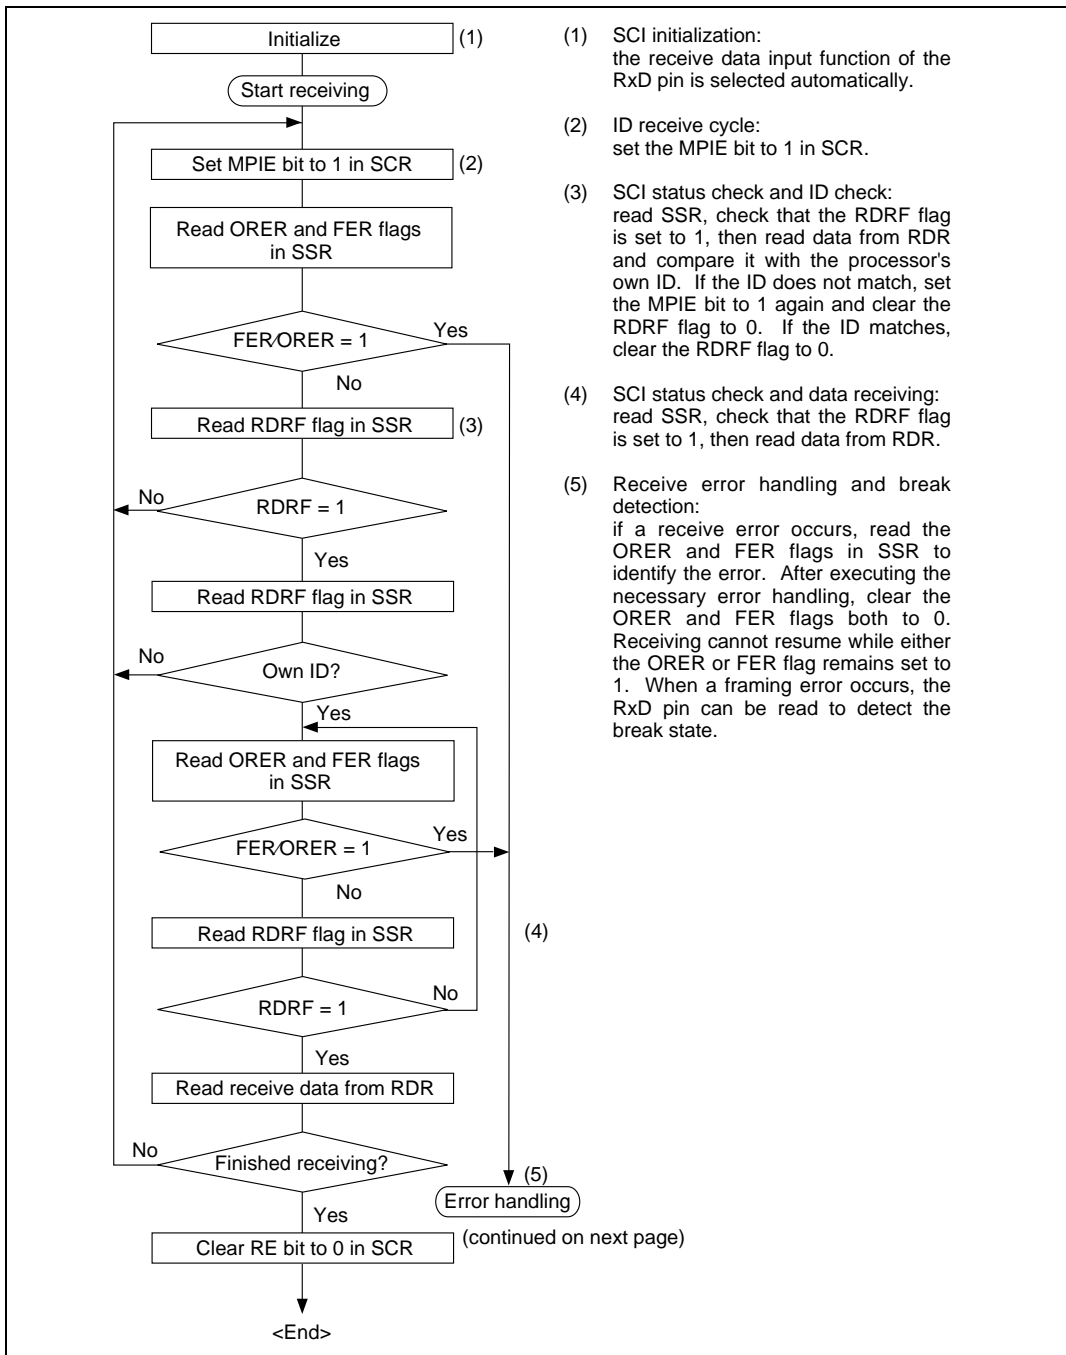 Initialize (1)
Start receiving
Set MPIE bit to 1 in SCR (2)
Read ORER and FER flags
in SSR
FER/ORER = 1
Yes
No
Read RDRF flag in SSR (3)
No
RDRF = 1
Yes
Read RDRF flag in SSR
No
Own ID?
Yes
Read ORER and FER flags
in SSR
Yes
FER/ORER = 1
No
Read RDRF flag in SSR
(4)
No
RDRF = 1
Yes
Read receive data from RDR
No
Finished receiving?
(5)
Error handling
Yes
(continued on next page)
Clear RE bit to 0 in SCR
<End>
(1) SCI initialization:
the receive data input function of the
RxD pin is selected automatically.
(2) ID receive cycle:
set the MPIE bit to 1 in SCR.
(3) SCI status check and ID check:
read SSR, check that the RDRF flag
is set to 1, then read data from RDR
and compare it with the processor's
own ID. If the ID does not match, set
the MPIE bit to 1 again and clear the
RDRF flag to 0. If the ID matches,
clear the RDRF flag to 0.
(4) SCI status check and data receiving:
read SSR, check that the RDRF flag
is set to 1, then read data from RDR.
(5) Receive error handling and break
detection:
if a receive error occurs, read the
ORER and FER flags in SSR to
identify the error. After executing the
necessary error handling, clear the
ORER and FER flags both to 0.
Receiving cannot resume while either
the ORER or FER flag remains set to
1. When a framing error occurs, the
RxD pin can be read to detect the
break state.